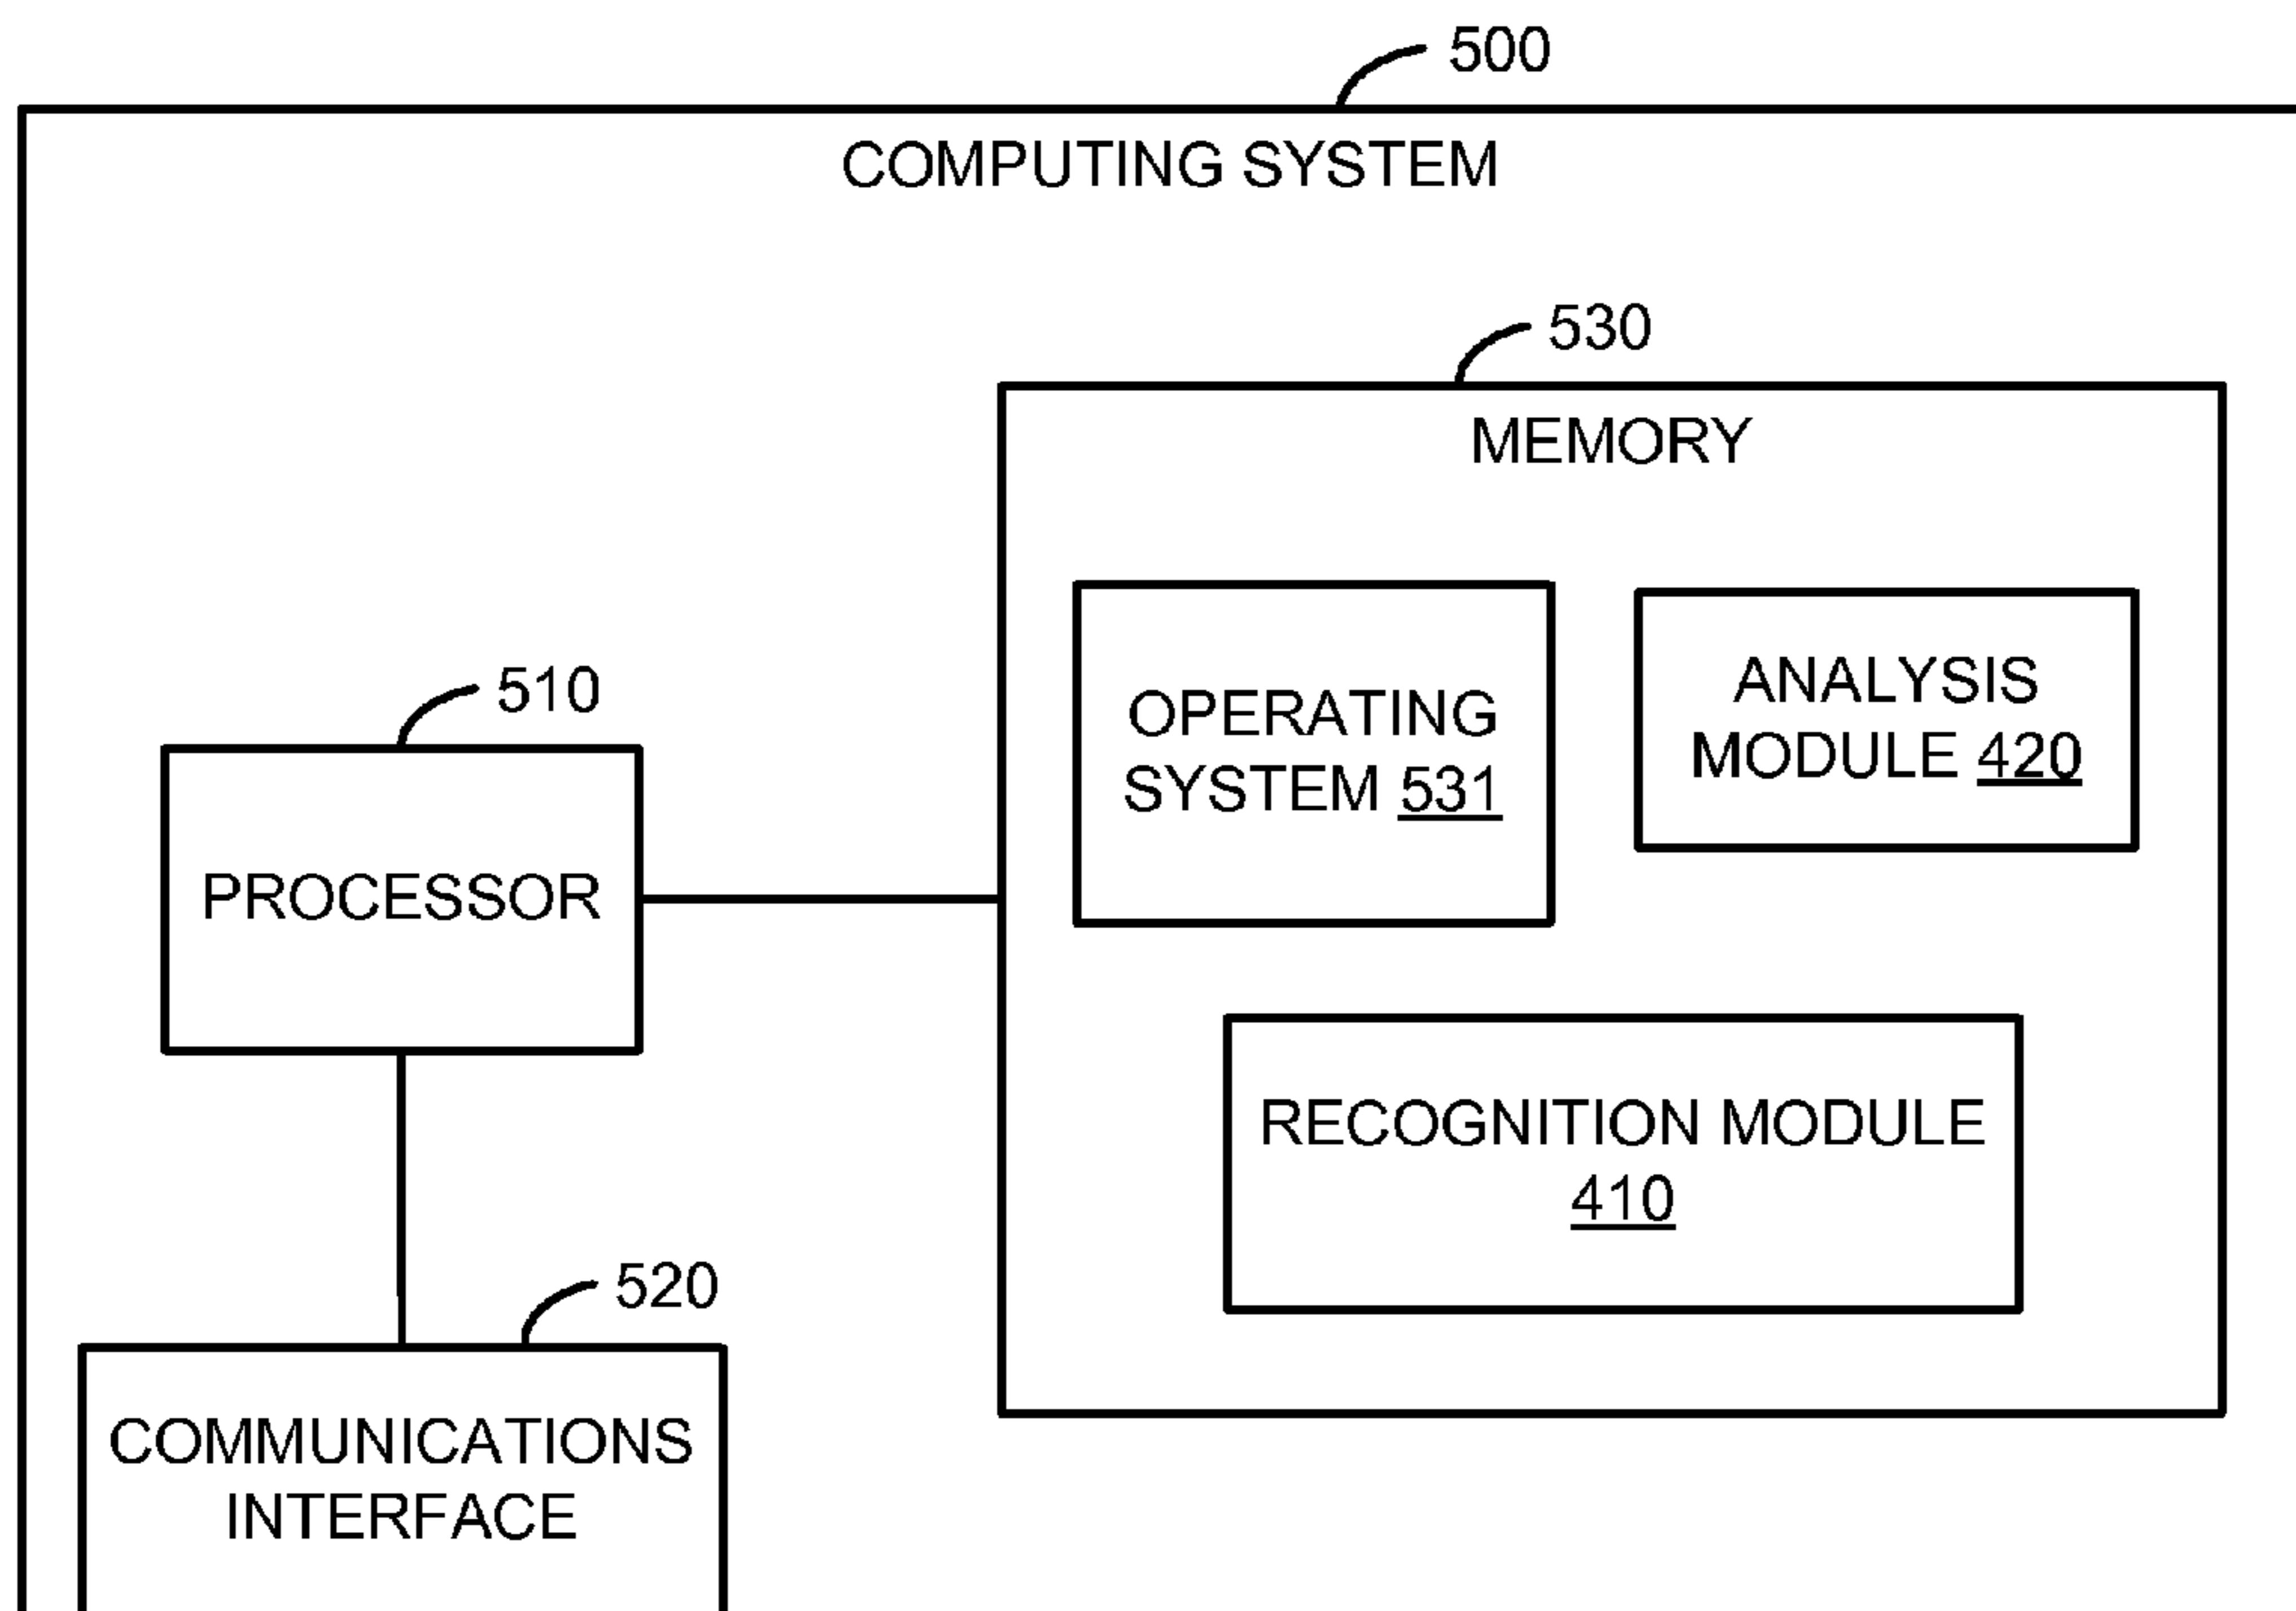 500
COMPUTING SYSTEM
530
MEMORY
OPERATING
SYSTEM 531
ANALYSIS
MODULE 420
510
PROCESSOR
RECOGNITION MODULE
410
520
COMMUNICATIONS
INTERFACE